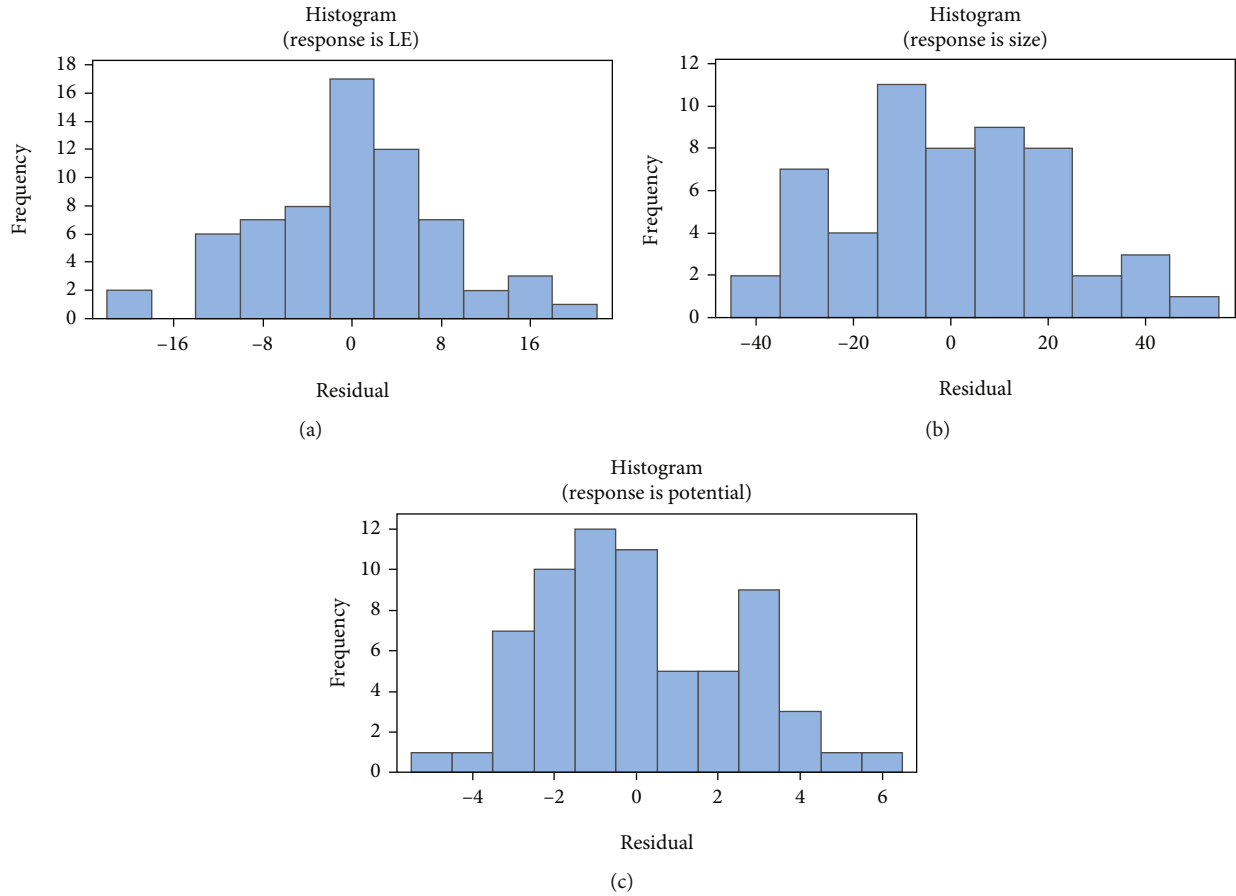 Histogram
(response is LE)
18
16
14
12
10
8
6
4
2
0
Frequency
–16
–8
0
8
16
Residual
(a)
Histogram
(response is size)
12
10
8
6
4
2
0
Frequency
–40
–20
0
20
40
Residual
(b)
Histogram
(response is potential)
12
10
8
6
4
2
0
Frequency
–4
–2
0
2
4
6
Residual
(c)